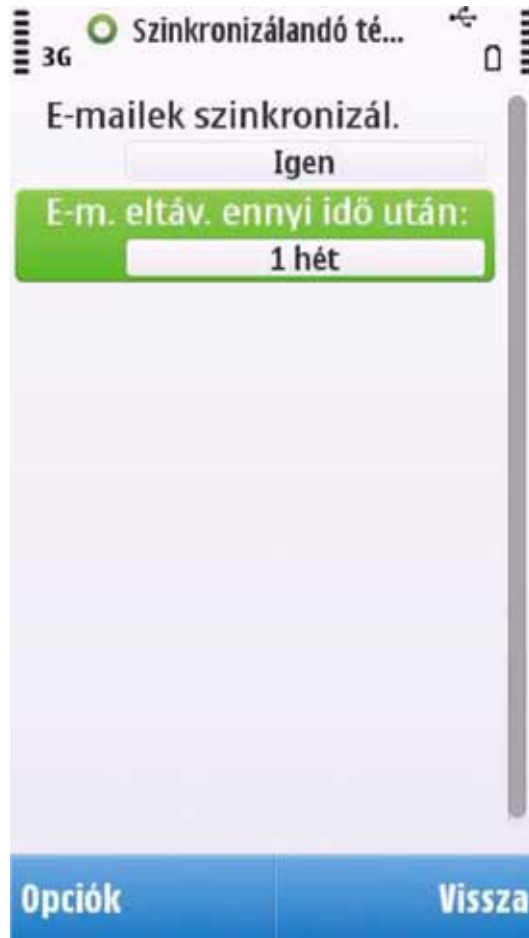 3G
Szinkronizálandó té...
E-mailek szinkronizál.
Igen
E-m. eltáv. ennyi idő után:
1 hét
Opciók
Vissza